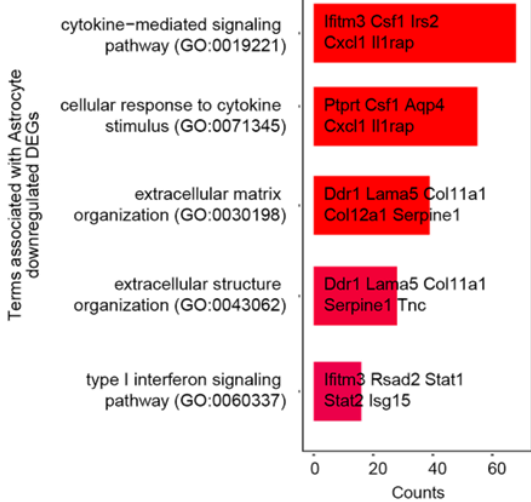 Terms associated with Astrocyte
downregulated DEGs
cytokine−mediated signaling
pathway (GO:0019221)
Ifitm3 Csf1 Irs2
Cxcl1 Il1rap
cellular response to cytokine
stimulus (GO:0071345)
Ptprt Csf1 Aqp4
Cxcl1 Il1rap
extracellular matrix
organization (GO:0030198)
Ddr1 Lama5 Col11a1
Col12a1 Serpine1
extracellular structure
organization (GO:0043062)
Ddr1 Lama5 Col11a1
Serpine1 Tnc
type I interferon signaling
pathway (GO:0060337)
Ifitm3 Rsad2 Stat1
Stat2 Isg15
0 20 40 60
Counts